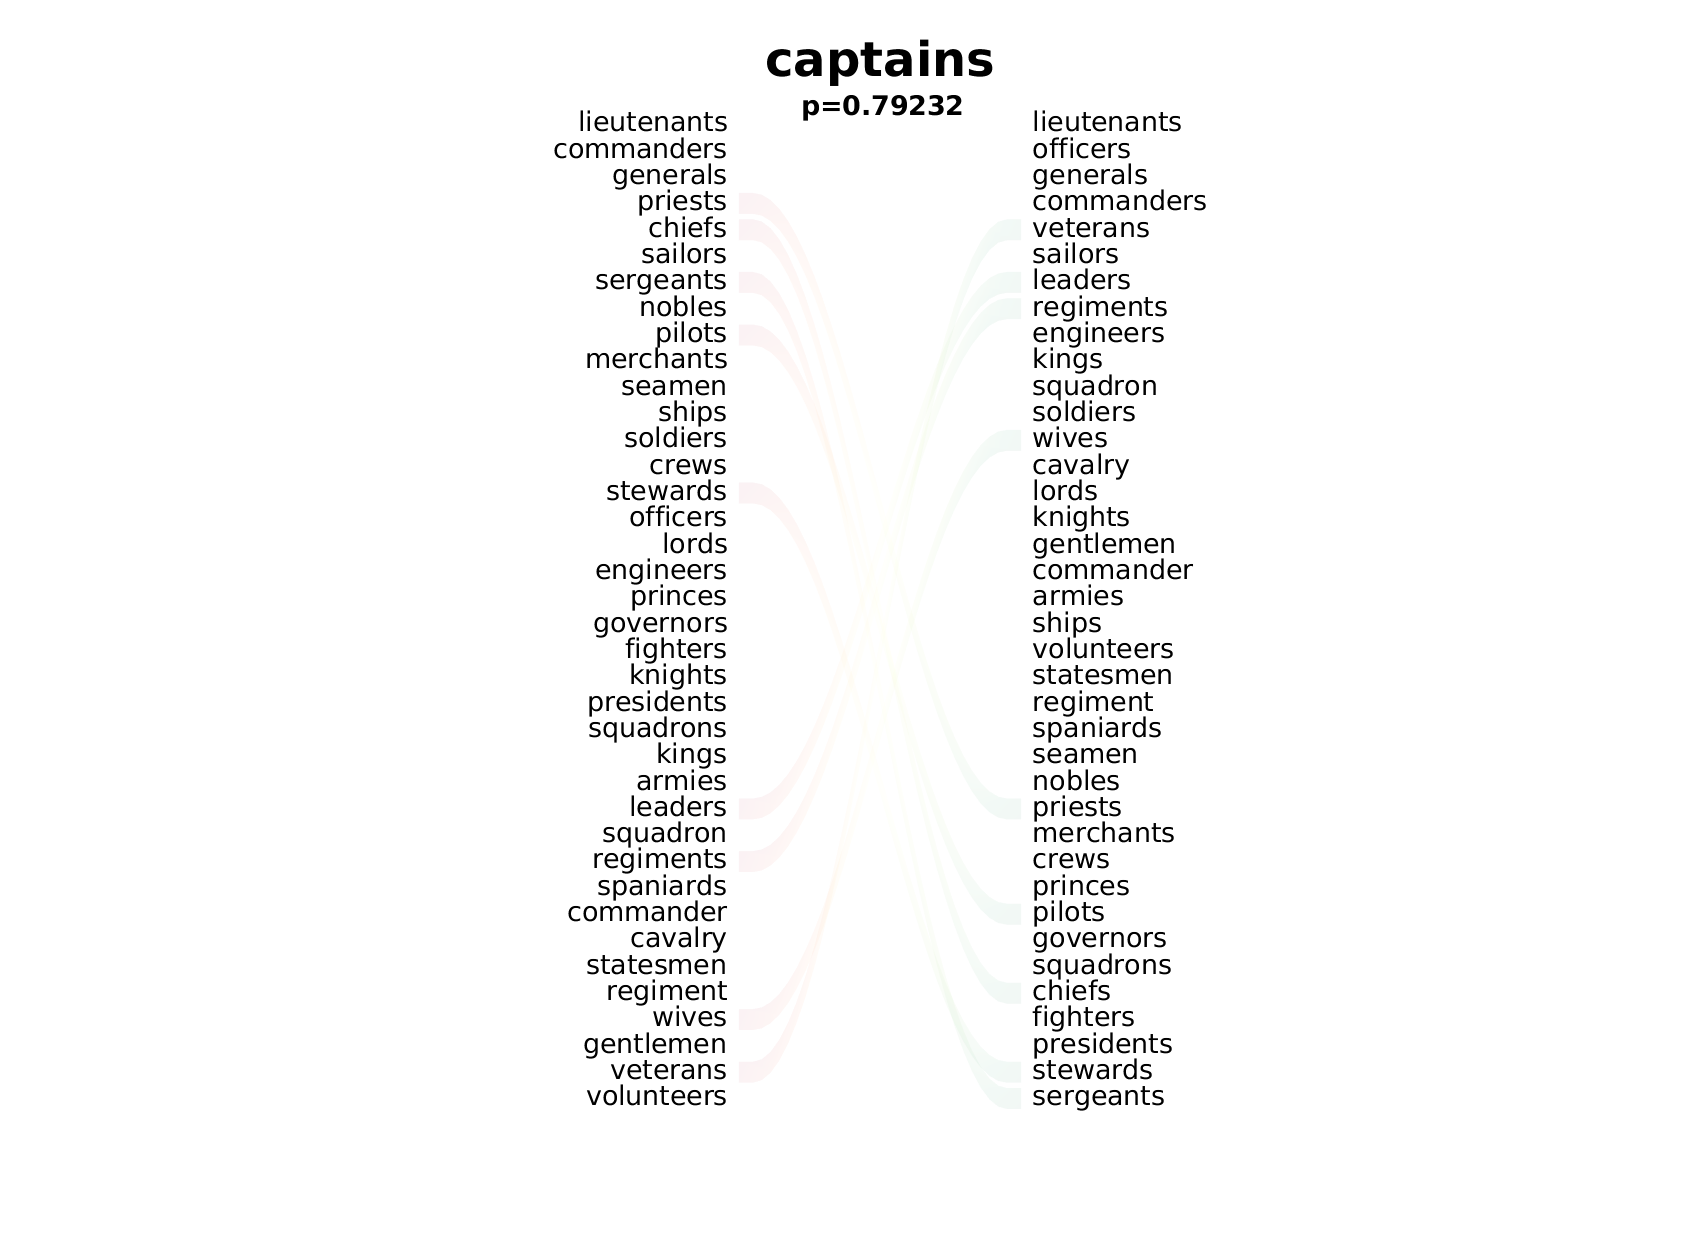 captains
p=0.79232
lieutenants lieutenants
commanders officers
generals generals
priests commanders
chiefs veterans
sailors sailors
sergeants leaders
nobles regiments
pilots engineers
merchants kings
seamen squadron
ships soldiers
soldiers wives
crews cavalry
stewards lords
officers knights
lords gentlemen
engineers commander
princes armies
governors ships
fighters volunteers
knights statesmen
presidents regiment
squadrons spaniards
kings seamen
armies nobles
leaders priests
squadron merchants
regiments crews
spaniards princes
commander pilots
cavalry governors
statesmen squadrons
regiment chiefs
wives fighters
gentlemen presidents
veterans stewards
volunteers sergeants